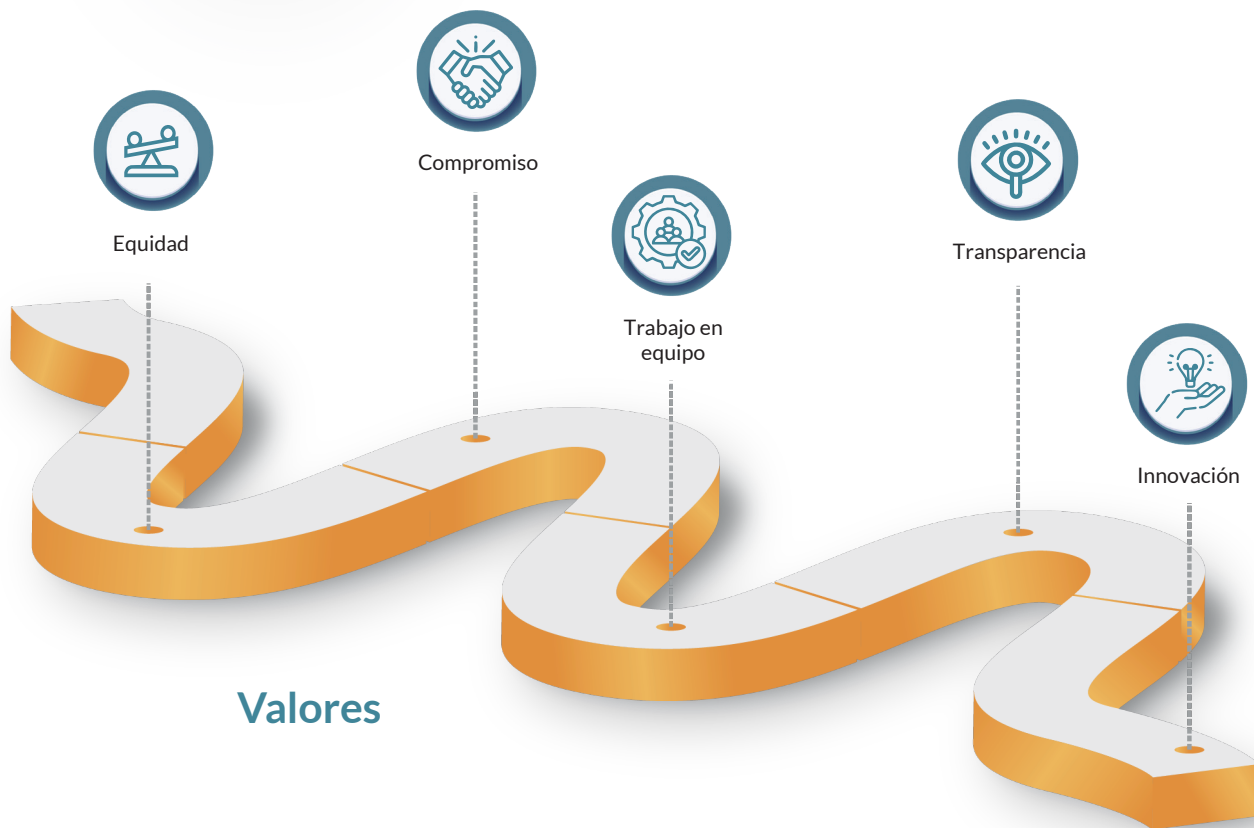 Equidad
Compromiso
Trabajo en
equipo
Transparencia
Innovación
Valores